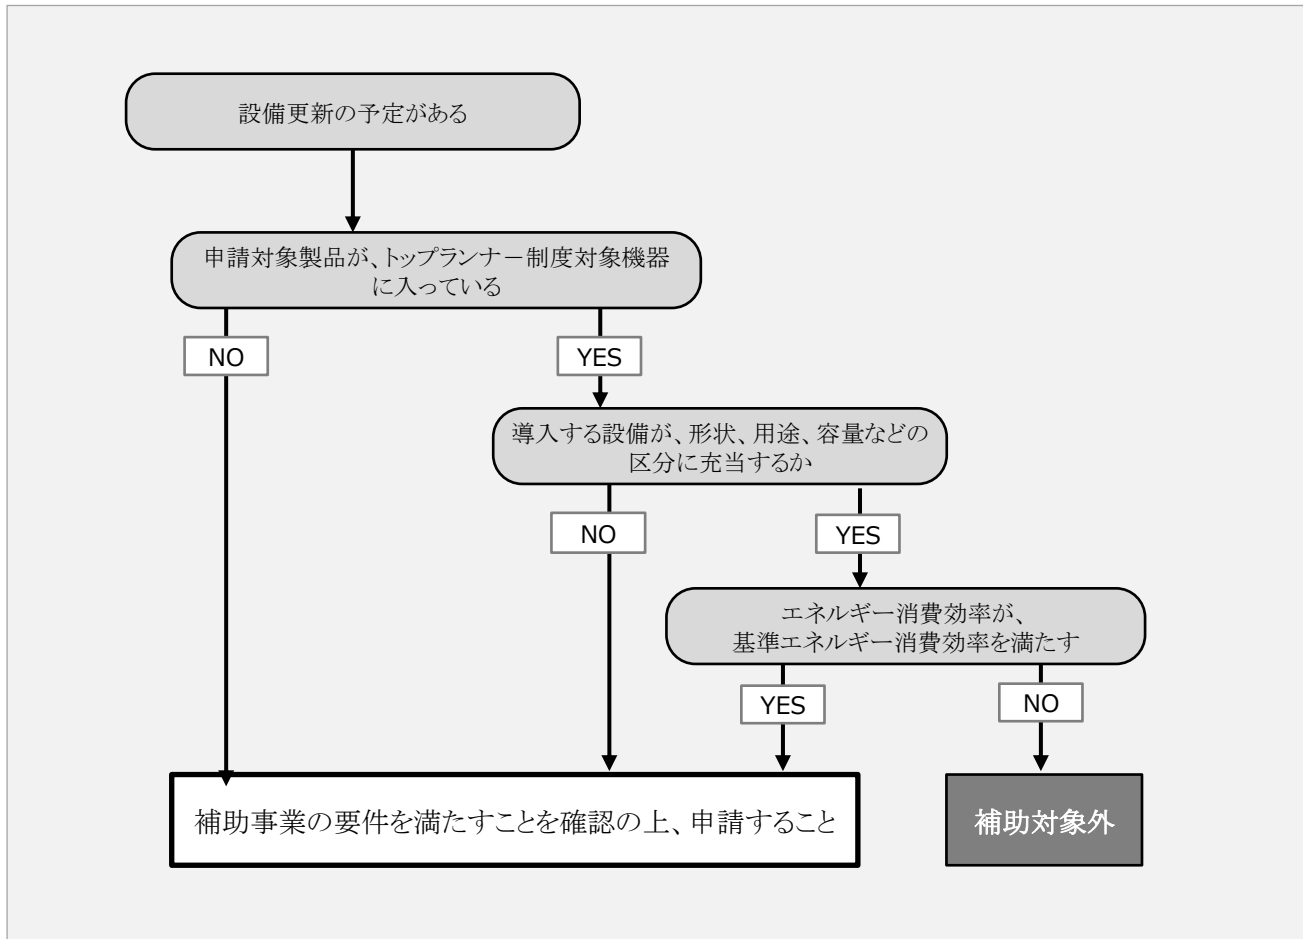 設備更新の予定がある
申請対象製品が、トップランナ－制度対象機器
に入っている
NO
YES
導入する設備が、形状、用途、容量などの
区分に充当するか
NO
YES
エネルギー消費効率が、
基準エネルギー消費効率を満たす
YES
NO
補助事業の要件を満たすことを確認の上、申請すること
補助対象外